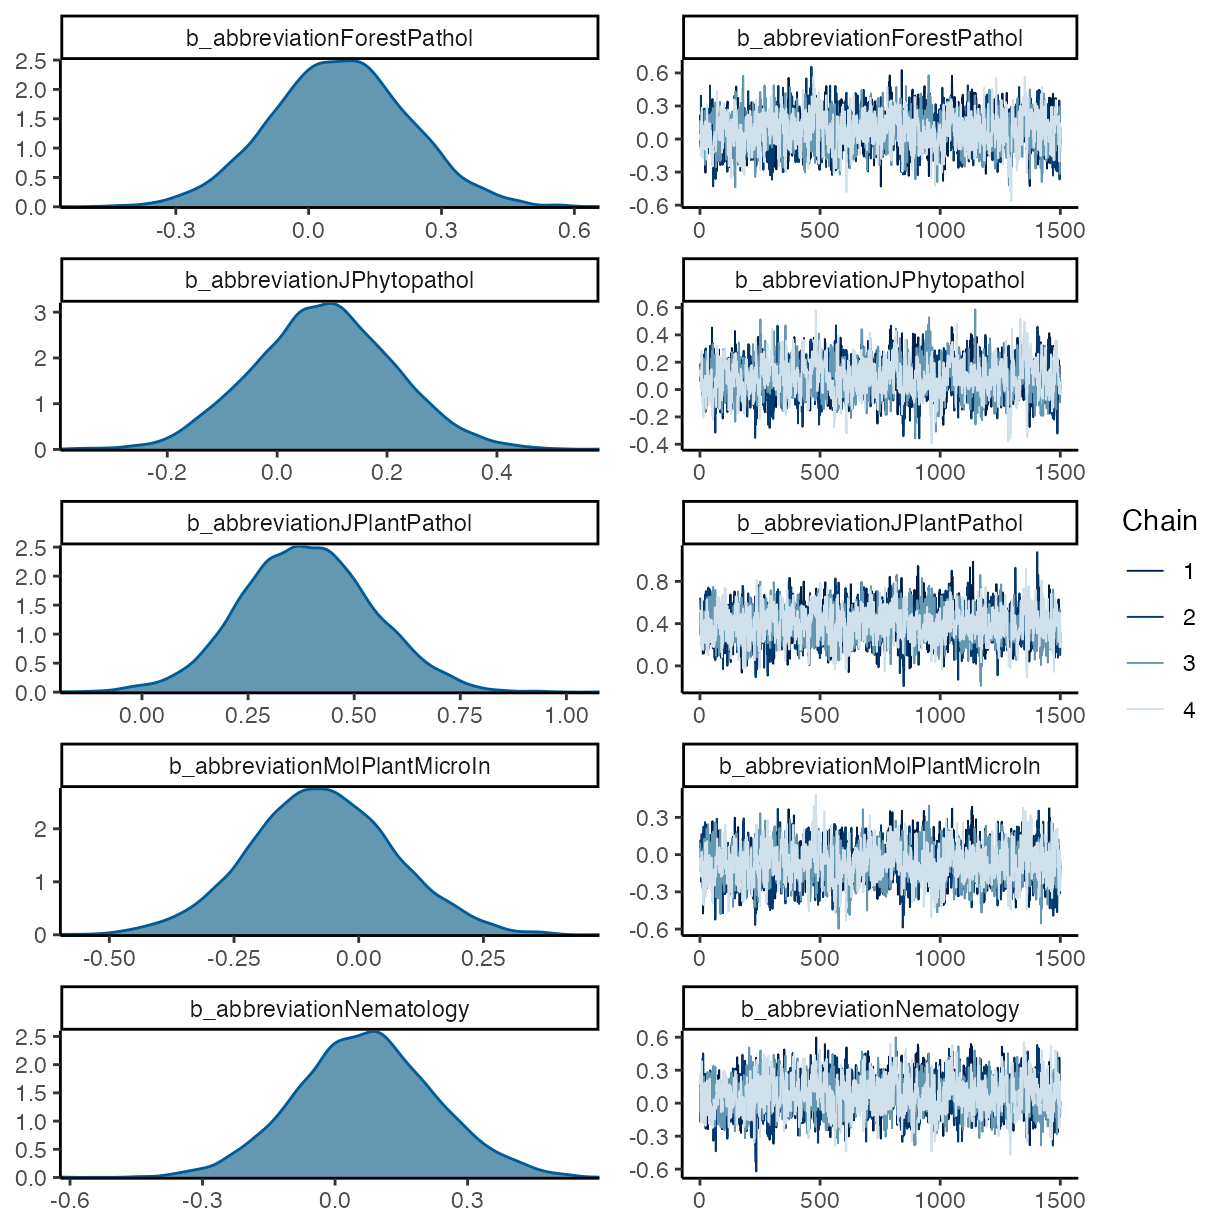 b_abbreviationForestPathol
2.5
2.0
1.5
1.0
0.5
0.0
-0.3 0.0 0.3 0.6
b_abbreviationForestPathol
0.6
0.3
0.0
-0.3
-0.6
0 500 1000 1500
b_abbreviationJPhytopathol
3
2
1
0
-0.2 0.0 0.2 0.4
b_abbreviationJPhytopathol
0.6
0.4
0.2
0.0
-0.2
-0.4
0 500 1000 1500
b_abbreviationJPlantPathol
2.5
2.0
1.5
1.0
0.5
0.0
0.00 0.25 0.50 0.75 1.00
b_abbreviationJPlantPathol
0.8
0.4
0.0
0 500 1000 1500
b_abbreviationMolPlantMicroIn
2
1
0
-0.50 -0.25 0.00 0.25
b_abbreviationMolPlantMicroIn
0.3
0.0
-0.3
-0.6
0 500 1000 1500
b_abbreviationNematology
2.5
2.0
1.5
1.0
0.5
0.0
-0.6 -0.3 0.0 0.3
b_abbreviationNematology
0.6
0.3
0.0
-0.3
-0.6
0 500 1000 1500
Chain
1
2
3
4